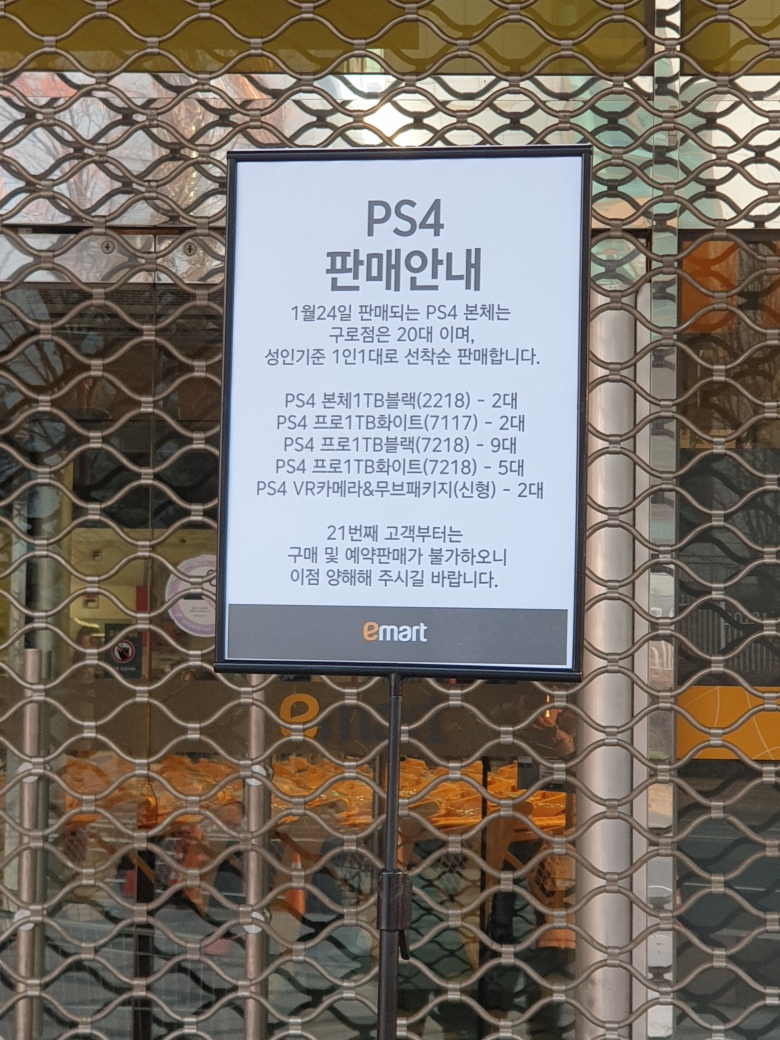 PS4
판매안내
1월24일 판매되는 PS4 본체는
구로점은 20대 이며,
성인기준 1인1대로 선착순 판매합니다.
PS4 본체1TB블랙(2218) - 2대
PS4 프로1TB화이트(7117) - 2대
PS4 프로1TB블랙(7218) - 9대
PS4 프로1TB화이트(7218) - 5대
PS4 VR카메라&무브패키지(신형) - 2대
21번째 고객부터는
구매 및 예약판매가 불가하오니
이점 양해해 주시길 바랍니다.
emart
emart